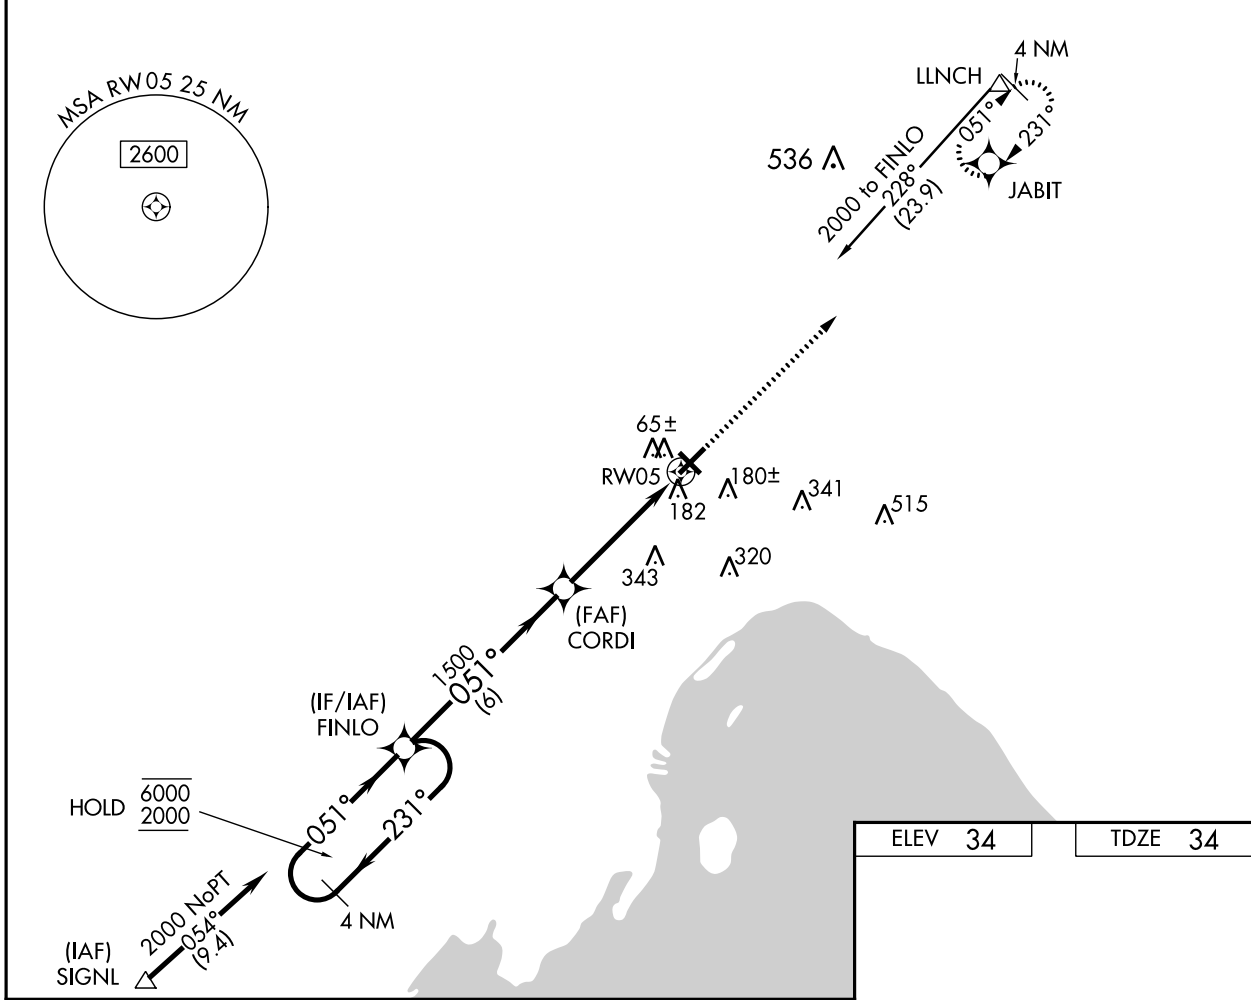 MSA RW05 25 NM
2600
4 NM
LLNCH
051°
231°
JABIT
536
2000 to FINLO
228°
(23.9)
65±
RW05
182
180±
341
515
343
320
(FAF)
CORDI
1500
051°
(6)
(IF/IAF)
FINLO
HOLD
6000
2000
051°
231°
4 NM
2000 NoPT
054°
(9.4)
(IAF)
SIGNL
ELEV 34
TDZE 34